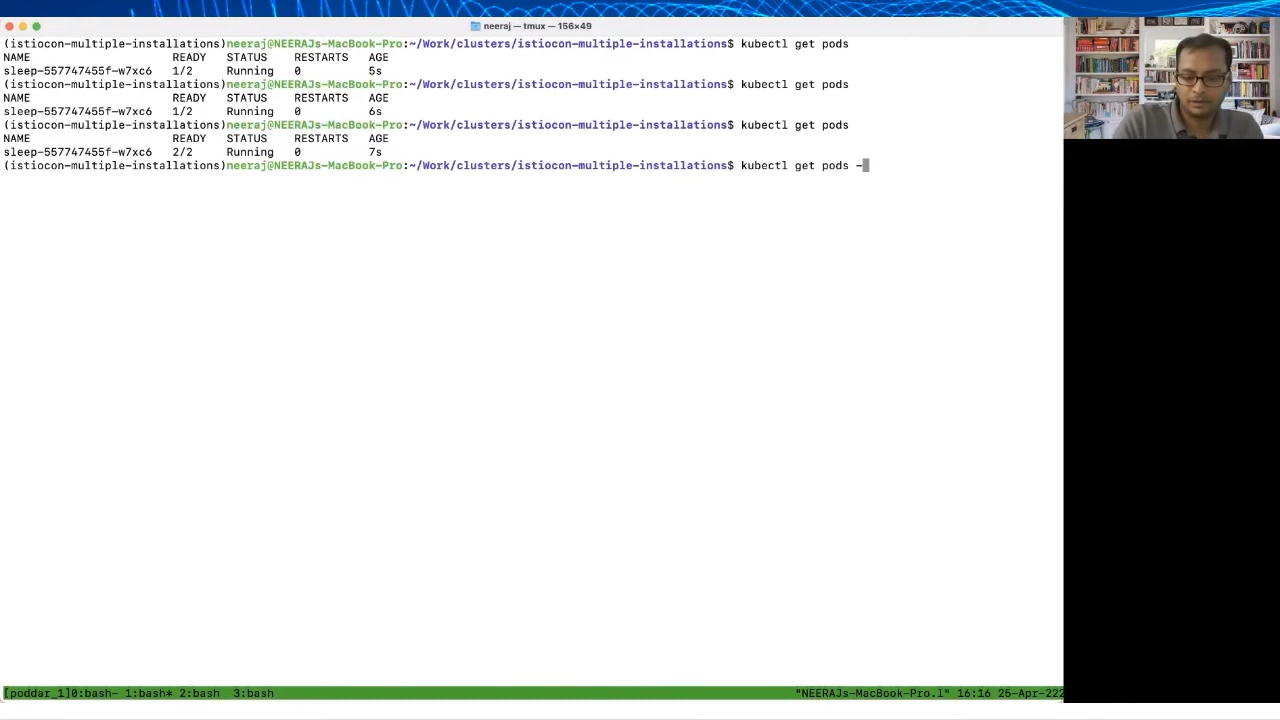 neeraj — tmux — 156×49
(istiocon-multiple-installations)neeraj@NEERAJs-MacBook-Pro:~/Work/clusters/istiocon-multiple-installations$ kubectl get pods
NAME READY STATUS RESTARTS AGE
sleep-557747455f-w7xc6 1/2 Running 0 5s
(istiocon-multiple-installations)neeraj@NEERAJs-MacBook-Pro:~/Work/clusters/istiocon-multiple-installations$ kubectl get pods
NAME READY STATUS RESTARTS AGE
sleep-557747455f-w7xc6 1/2 Running 0 6s
(istiocon-multiple-installations)neeraj@NEERAJs-MacBook-Pro:~/Work/clusters/istiocon-multiple-installations$ kubectl get pods
NAME READY STATUS RESTARTS AGE
sleep-557747455f-w7xc6 2/2 Running 0 7s
(istiocon-multiple-installations)neeraj@NEERAJs-MacBook-Pro:~/Work/clusters/istiocon-multiple-installations$ kubectl get pods -
[poddar_1]0:bash- 1:bash* 2:bash 3:bash "NEERAJs-MacBook-Pro.l" 16:16 25-Apr-222